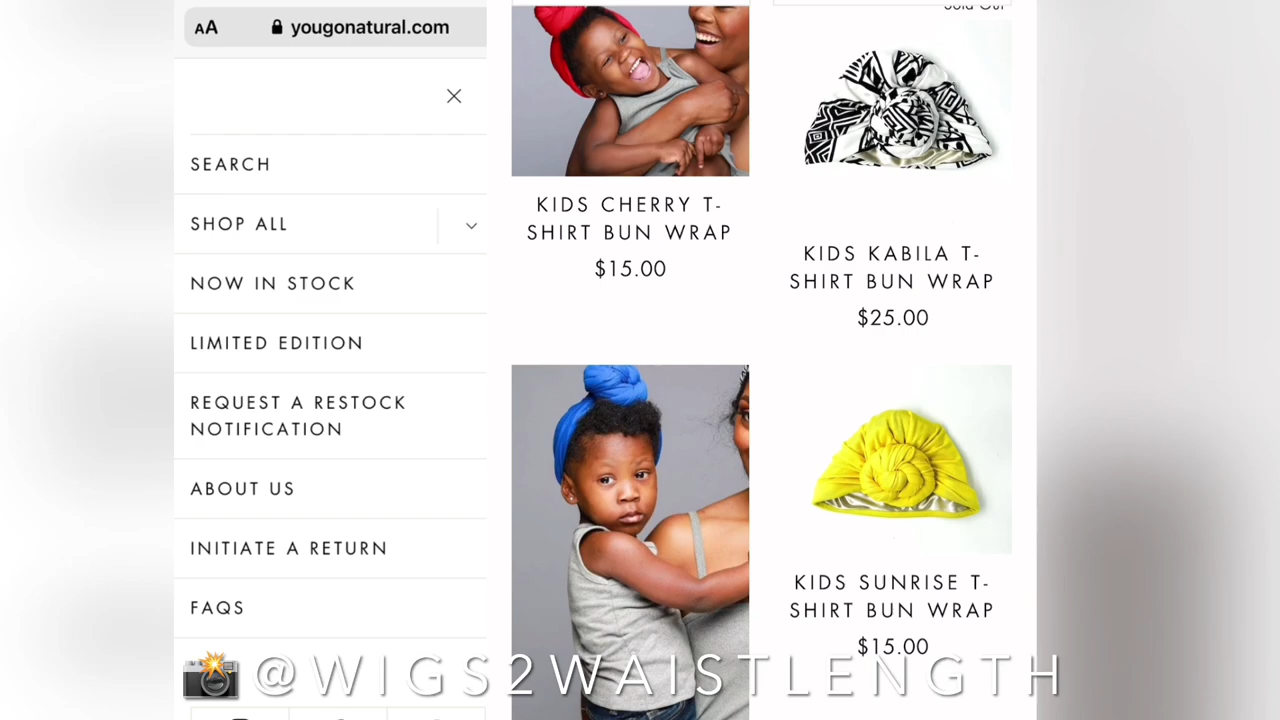 AA yougonatural.com
SEARCH
SHOP ALL
NOW IN STOCK
LIMITED EDITION
REQUEST A RESTOCK
NOTIFICATION
ABOUT US
INITIATE A RETURN
FAQS
Sold Out
KIDS CHERRY T-
SHIRT BUN WRAP
$15.00
KIDS KABILA T-
SHIRT BUN WRAP
$25.00
KIDS SUNRISE T-
SHIRT BUN WRAP
$15.00
@WIGS2WAISTLENGTH